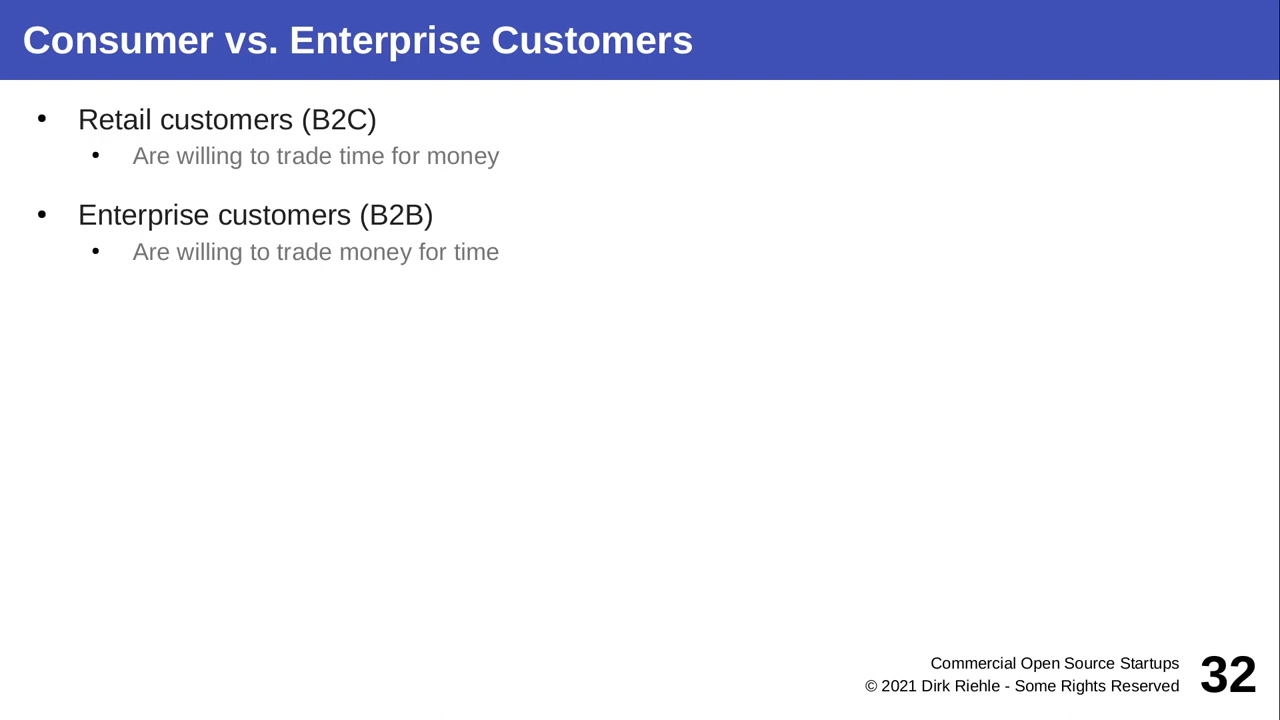 Consumer vs. Enterprise Customers
• Retail customers (B2C)
• Are willing to trade time for money
• Enterprise customers (B2B)
• Are willing to trade money for time
Commercial Open Source Startups
© 2021 Dirk Riehle - Some Rights Reserved
32